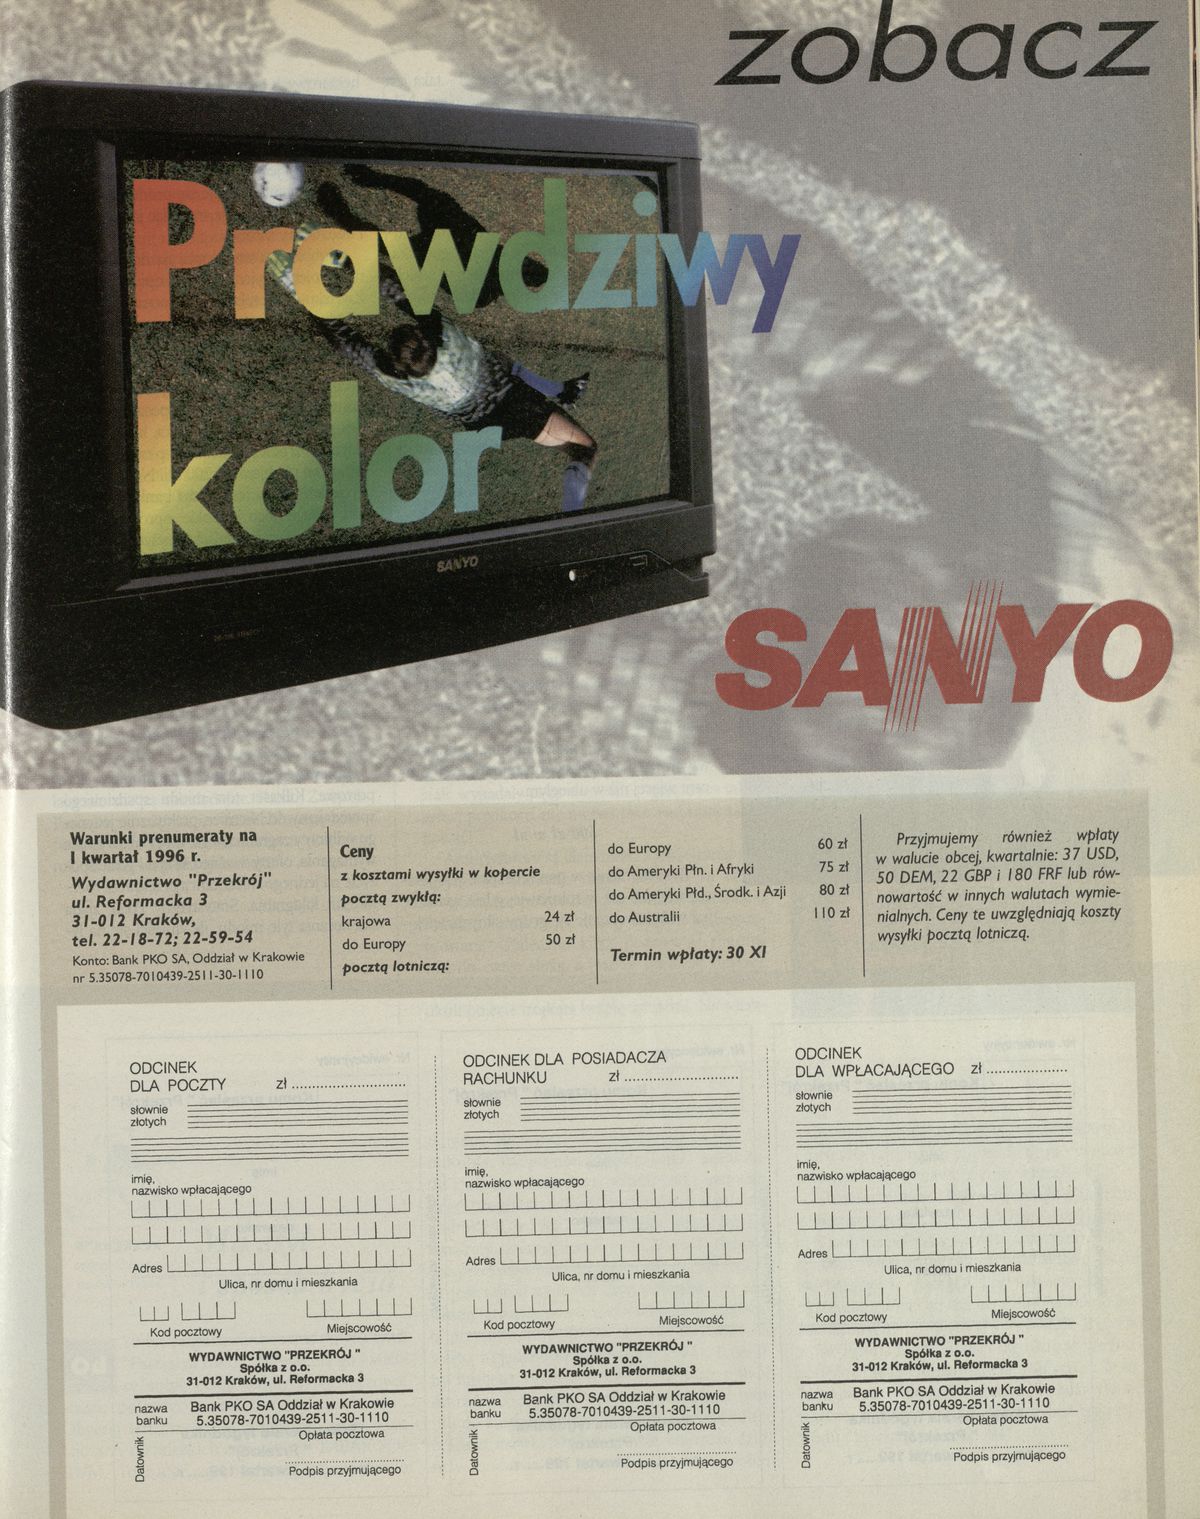 zobacz
Prawdziwy
kolor
SANYO
SANYO
Warunki prenumeraty na
I kwartał 1996 r.
Wydawnictwo "Przekrój"
ul. Reformacka 3
31-012 Kraków,
tel. 22-18-72; 22-59-54
Konto: Bank PKO SA, Oddział w Krakowie
nr 5.35078-7010439-2511-30-1110
Ceny
z kosztami wysyłki w kopercie
pocztą zwykłą:
krajowa 24 zł
do Europy 50 zł
pocztą lotniczą:
do Europy 60 zł
do Ameryki Płn. i Afryki 75 zł
do Ameryki Płd., Środk. i Azji 80 zł
do Australii 110 zł
Termin wpłaty: 30 XI
Przyjmujemy również wpłaty
w walucie obcej, kwartalnie: 37 USD,
50 DEM, 22 GBP i 180 FRF lub rów-
nowartość w innych walutach wymie-
nialnych. Ceny te uwzględniają koszty
wysyłki pocztą lotniczą.
ODCINEK
DLA POCZTY zł ..............................
słownie
złotych
imię,
nazwisko wpłacającego
Adres
Ulica, nr domu i mieszkania
Kod pocztowy Miejscowość
WYDAWNICTWO "PRZEKRÓJ "
Spółka z o.o.
31-012 Kraków, ul. Reformacka 3
nazwa
banku
Bank PKO SA Oddział w Krakowie
5.35078-7010439-2511-30-1110
Datownik
Opłata pocztowa
Podpis przyjmującego
ODCINEK DLA POSIADACZA
RACHUNKU zł ..............................
słownie
złotych
imię,
nazwisko wpłacającego
Adres
Ulica, nr domu i mieszkania
Kod pocztowy Miejscowość
WYDAWNICTWO "PRZEKRÓJ "
Spółka z o.o.
31-012 Kraków, ul. Reformacka 3
nazwa
banku
Bank PKO SA Oddział w Krakowie
5.35078-7010439-2511-30-1110
Datownik
Opłata pocztowa
Podpis przyjmującego
ODCINEK
DLA WPŁACAJĄCEGO zł .....................
słownie
złotych
imię,
nazwisko wpłacającego
Adres
Ulica, nr domu i mieszkania
Kod pocztowy Miejscowość
WYDAWNICTWO "PRZEKRÓJ "
Spółka z o.o.
31-012 Kraków, ul. Reformacka 3
nazwa
banku
Bank PKO SA Oddział w Krakowie
5.35078-7010439-2511-30-1110
Datownik
Opłata pocztowa
Podpis przyjmującego